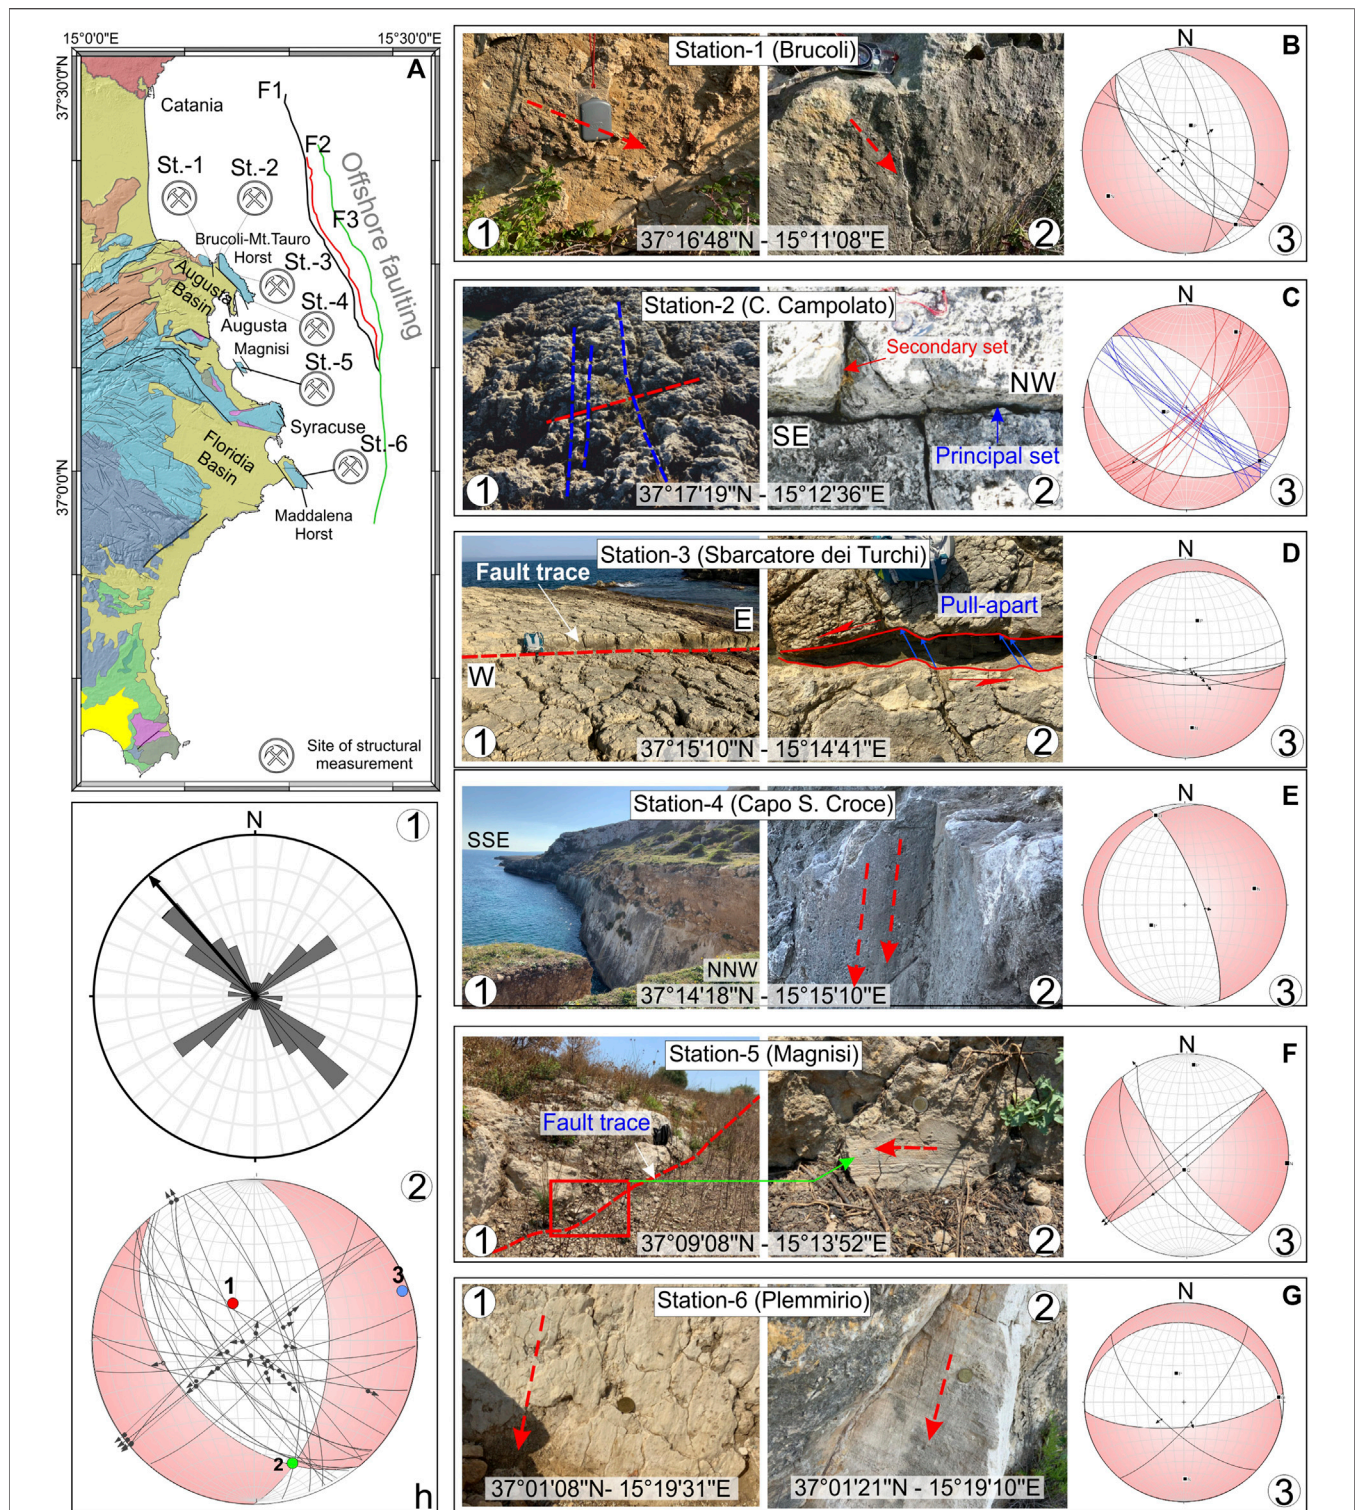 15°0'0"E
15°30'0"E
37°30'0"N
37°0'0"N
A
Catania
F1
F2
F3
Offshore faulting
St.-1
St.-2
Brucoli-Mt.Tauro
Horst
St.-3
Augusta
Basin
St.-4
Augusta
Magnisi
St.-5
Syracuse
St.-6
Floridia
Basin
Maddalena
Horst
Site of structural
measurement
Station-1 (Brucoli)
1
37°16'48"N - 15°11'08"E
2
N
B
3
Station-2 (C. Campolato)
Secondary set
NW
SE
Principal set
1
37°17'19"N - 15°12'36"E
2
N
C
3
Station-3 (Sbarcatore dei Turchi)
Fault trace
E
W
Pull-apart
1
37°15'10"N - 15°14'41"E
2
N
D
3
Station-4 (Capo S. Croce)
SSE
NNW
1
37°14'18"N - 15°15'10"E
2
N
E
3
Station-5 (Magnisi)
Fault trace
1
37°09'08"N - 15°13'52"E
2
N
F
3
1
Station-6 (Plemmirio)
2
37°01'08"N- 15°19'31"E
37°01'21"N - 15°19'10"E
N
G
3
N
1
2
1
3
2
h